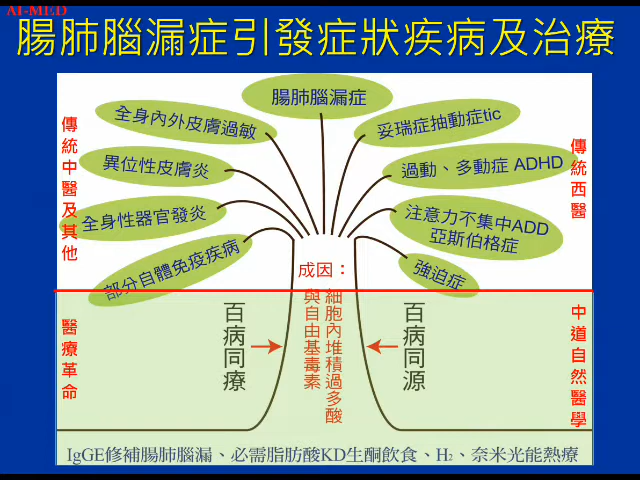 AI-MED
腸肺腦漏症引發症狀疾病及治療
腸肺腦漏症
全身內外皮膚過敏
妥瑞症抽動症tic
異位性皮膚炎
過動、多動症 ADHD
全身性器官發炎
注意力不集中ADD
亞斯伯格症
部分自體免疫疾病
強迫症
傳統中醫及其他
傳統西醫
成因：
細胞內堆積過多酸
與自由基毒素
百病同療
百病同源
醫療革命
中道自然醫學
IgGE修補腸肺腦漏、必需脂肪酸KD生酮飲食、H₂、奈米光能熱療